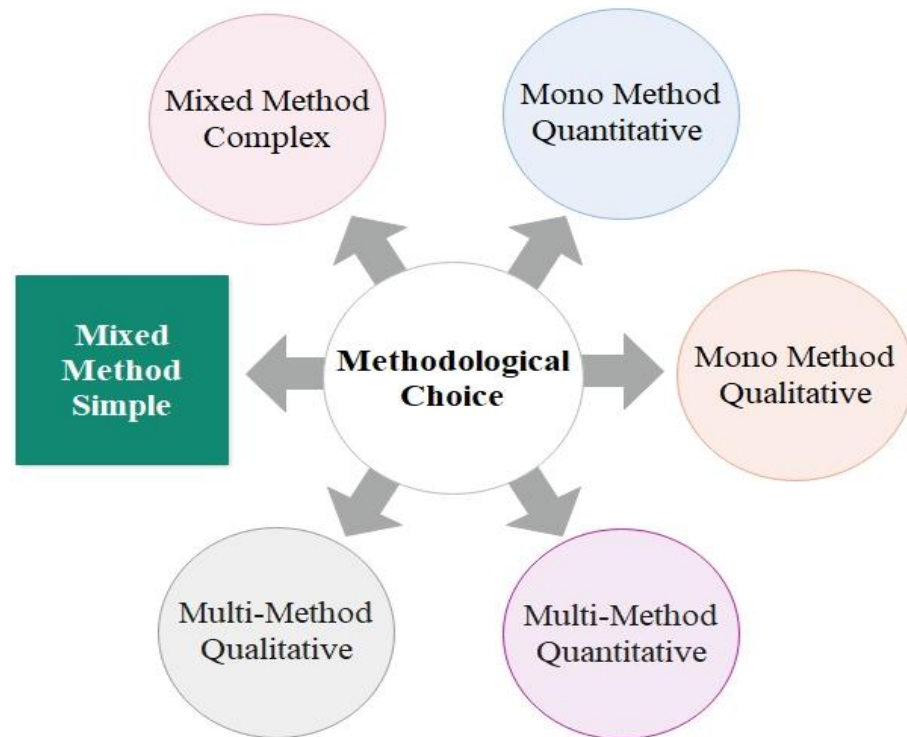 Mixed Method
Complex
Mono Method
Quantitative
Mixed
Method
Simple
Methodological
Choice
Mono Method
Qualitative
Multi-Method
Qualitative
Multi-Method
Quantitative